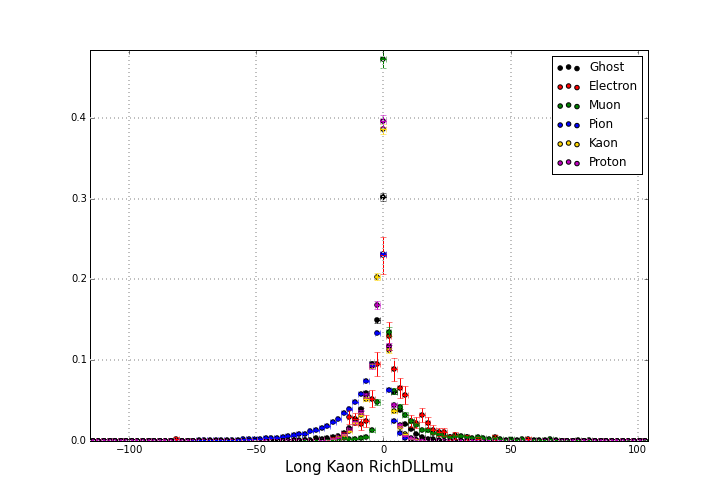 Ghost
Electron
Muon
Pion
Kaon
Proton
0.4
0.3
0.2
0.1
0.0
−100
−50
0
50
100
Long Kaon RichDLLmu